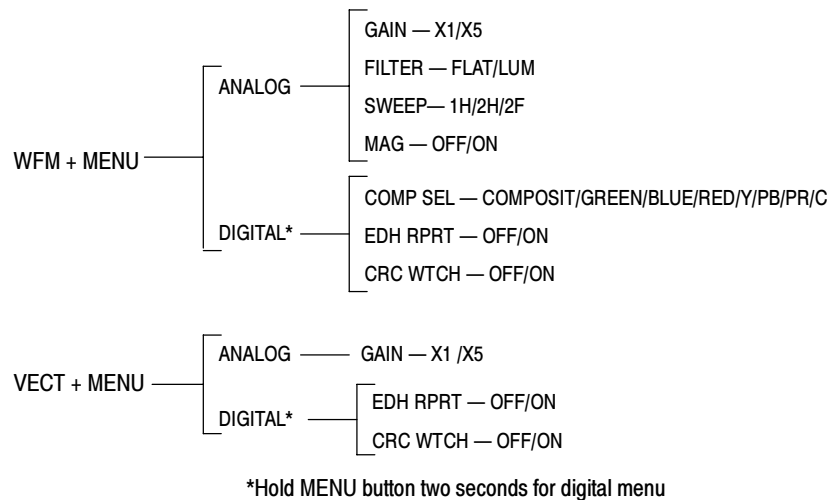 WFM + MENU
ANALOG
GAIN — X1/X5
FILTER — FLAT/LUM
SWEEP— 1H/2H/2F
MAG — OFF/ON
DIGITAL*
COMP SEL — COMPOSIT/GREEN/BLUE/RED/Y/PB/PR/C
EDH RPRT — OFF/ON
CRC WTCH — OFF/ON
VECT + MENU
ANALOG
GAIN — X1 /X5
DIGITAL*
EDH RPRT — OFF/ON
CRC WTCH — OFF/ON
*Hold MENU button two seconds for digital menu